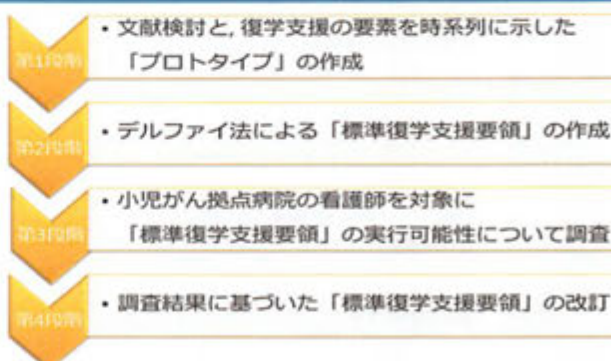 第1段階
・文献検討と, 復学支援の要素を時系列に示した
「プロトタイプ」の作成
第2段階
・デルファイ法による「標準復学支援要領」の作成
第3段階
・小児がん拠点病院の看護師を対象に
「標準復学支援要領」の実行可能性について調査
第4段階
・調査結果に基づいた「標準復学支援要領」の改訂